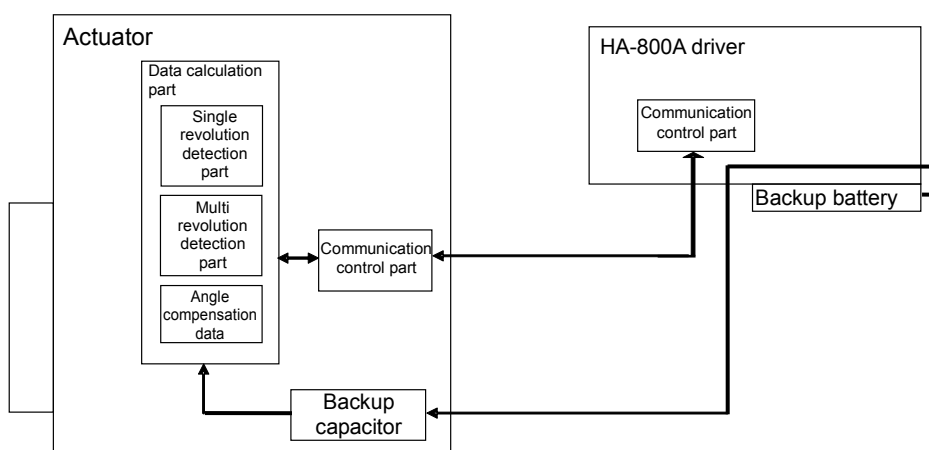 Actuator
Data calculation
part
Single
revolution
detection
part
Multi
revolution
detection
part
Angle
compensation
data
Communication
control part
Backup
capacitor
HA-800A driver
Communication
control part
Backup battery